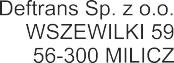 Deftrans Sp. z o.o.
WSZEWILKI 59
56-300 MILICZ